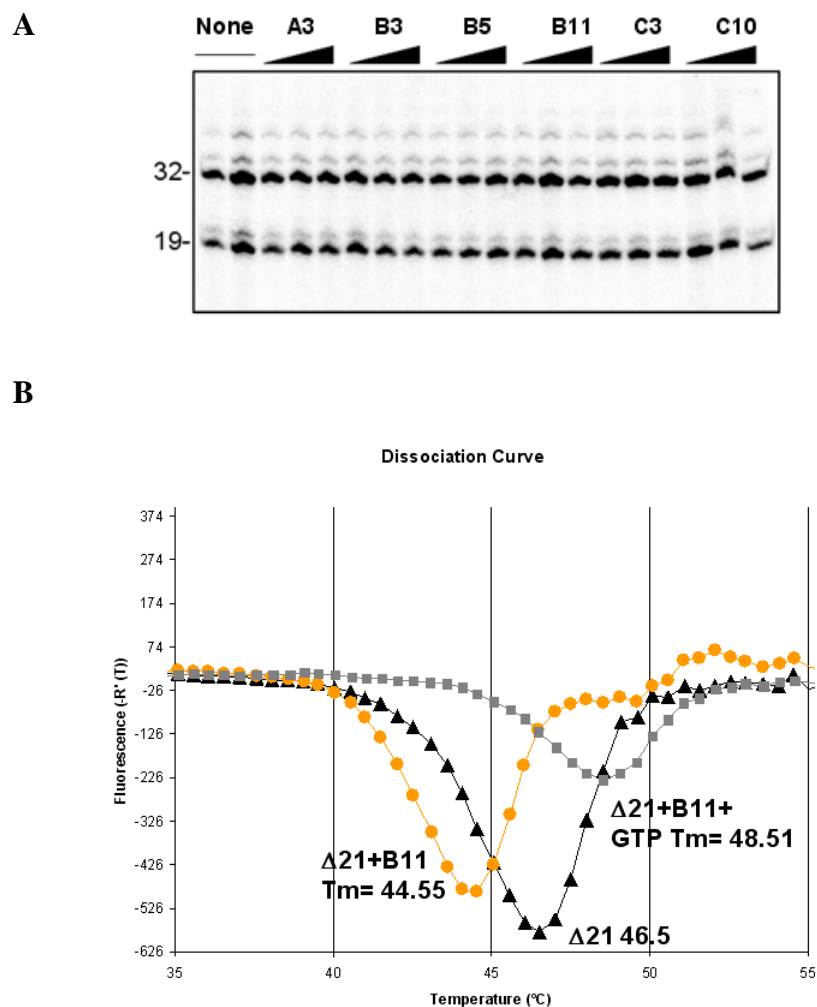 A
None A3 B3 B5 B11 C3 C10
32-
19-
B
Dissociation Curve
Fluorescence (-R' (T))
374
274
174
74
-26
-126
-226
-326
-426
-526
-626
Δ21+B11
Tm= 44.55
Δ21+B11+
GTP Tm= 48.51
Δ21 46.5
35 40 45 50 55
Temperature (°C)